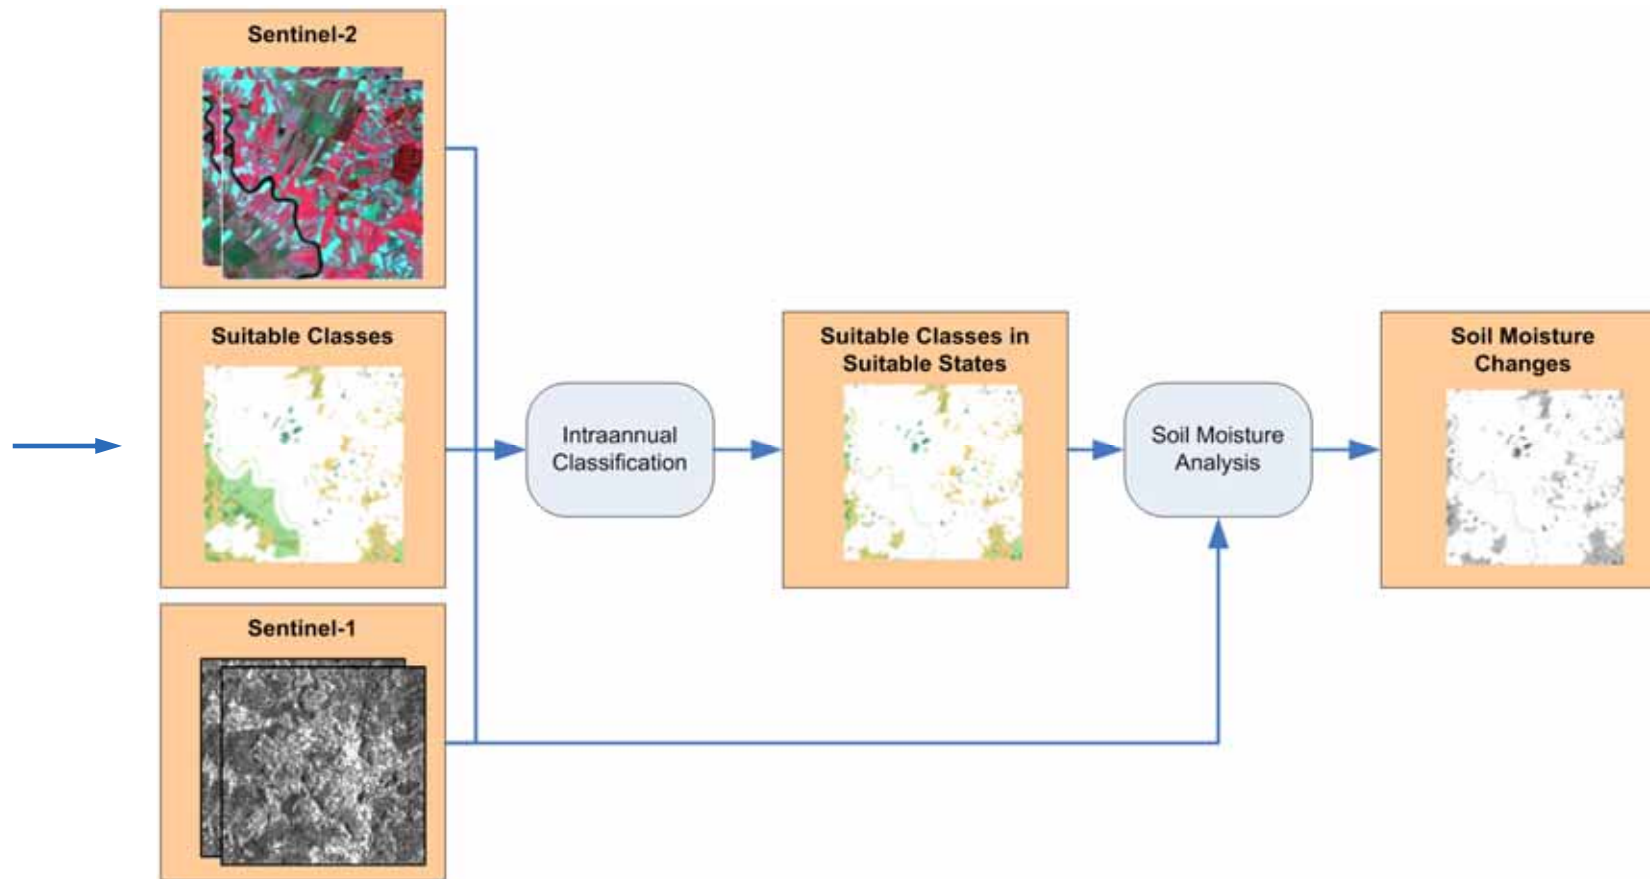 Sentinel-2
Suitable Classes
Sentinel-1
Intraannual
Classification
Suitable Classes in
Suitable States
Soil Moisture
Analysis
Soil Moisture
Changes